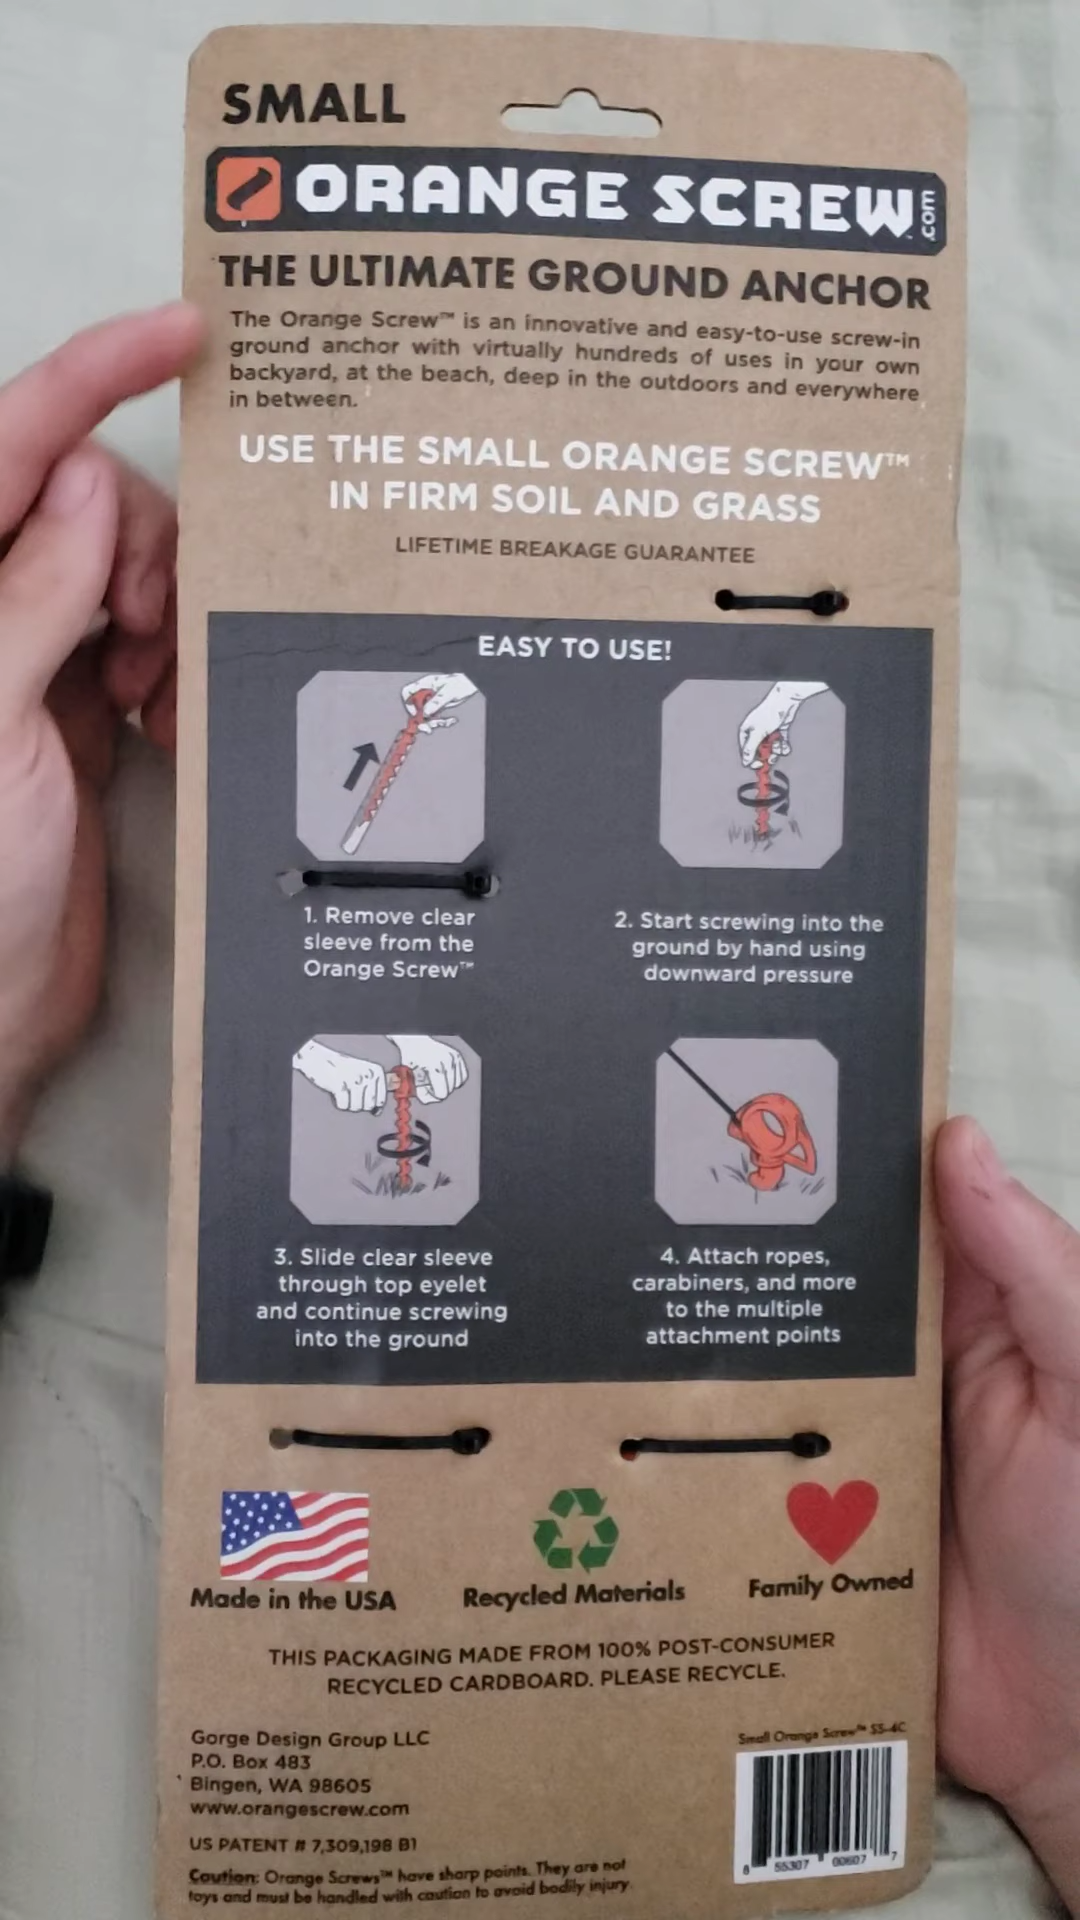 SMALL
ORANGE SCREW.com
THE ULTIMATE GROUND ANCHOR
The Orange Screw™ is an innovative and easy-to-use screw-in
ground anchor with virtually hundreds of uses in your own
backyard, at the beach, deep in the outdoors and everywhere
in between.
USE THE SMALL ORANGE SCREW™
IN FIRM SOIL AND GRASS
LIFETIME BREAKAGE GUARANTEE
EASY TO USE!
1. Remove clear
sleeve from the
Orange Screw™
2. Start screwing into the
ground by hand using
downward pressure
3. Slide clear sleeve
through top eyelet
and continue screwing
into the ground
4. Attach ropes,
carabiners, and more
to the multiple
attachment points
Made in the USA
Recycled Materials
Family Owned
THIS PACKAGING MADE FROM 100% POST-CONSUMER
RECYCLED CARDBOARD. PLEASE RECYCLE.
Gorge Design Group LLC
P.O. Box 483
Bingen, WA 98605
www.orangescrew.com
US PATENT # 7,309,198 B1
Caution: Orange Screws™ have sharp points. They are not
toys and must be handled with caution to avoid bodily injury.
Small Orange Screw™ SS-4C
8 55307 00607 7